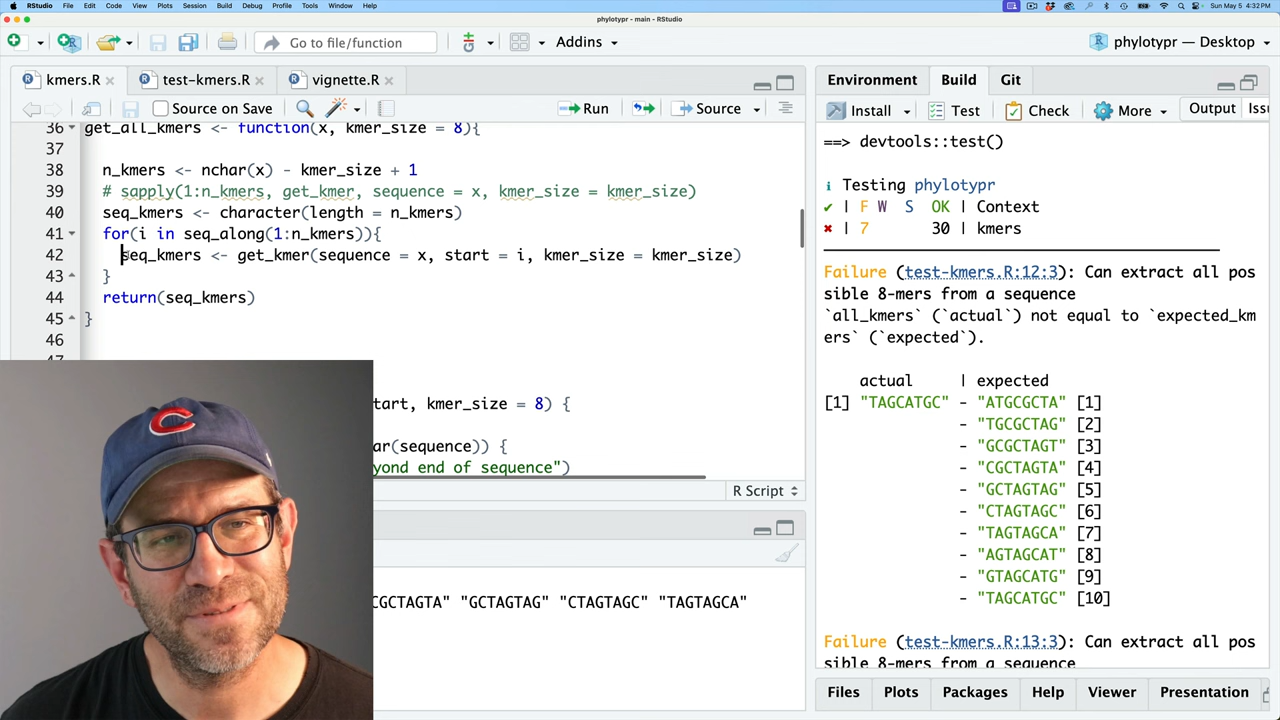 RStudio File Edit Code View Plots Session Build Debug Profile Tools Window Help
Sun May 5 4:32 PM
phylotypr - main - RStudio
Go to file/function
Addins
phylotypr — Desktop
kmers.R
test-kmers.R
vignette.R
Source on Save
Run
Source
36 get_all_kmers <- function(x, kmer_size = 8){
37
38 n_kmers <- nchar(x) - kmer_size + 1
39 # sapply(1:n_kmers, get_kmer, sequence = x, kmer_size = kmer_size)
40 seq_kmers <- character(length = n_kmers)
41 for(i in seq_along(1:n_kmers)){
42 seq_kmers <- get_kmer(sequence = x, start = i, kmer_size = kmer_size)
43 }
44 return(seq_kmers)
45 }
46
tart, kmer_size = 8) {
ar(sequence)) {
yond end of sequence")
R Script
CGCTAGTA" "GCTAGTAG" "CTAGTAGC" "TAGTAGCA"
Environment Build Git
Install Test Check More Output Iss
==> devtools::test()
ℹ Testing phylotypr
✔ | F W S OK | Context
✖ | 7 30 | kmers
Failure (test-kmers.R:12:3): Can extract all pos
sible 8-mers from a sequence
`all_kmers` (`actual`) not equal to `expected_km
ers` (`expected`).
actual | expected
[1] "TAGCATGC" - "ATGCGCTA" [1]
- "TGCGCTAG" [2]
- "GCGCTAGT" [3]
- "CGCTAGTA" [4]
- "GCTAGTAG" [5]
- "CTAGTAGC" [6]
- "TAGTAGCA" [7]
- "AGTAGCAT" [8]
- "GTAGCATG" [9]
- "TAGCATGC" [10]
Failure (test-kmers.R:13:3): Can extract all pos
sible 8-mers from a sequence
Files Plots Packages Help Viewer Presentation
C